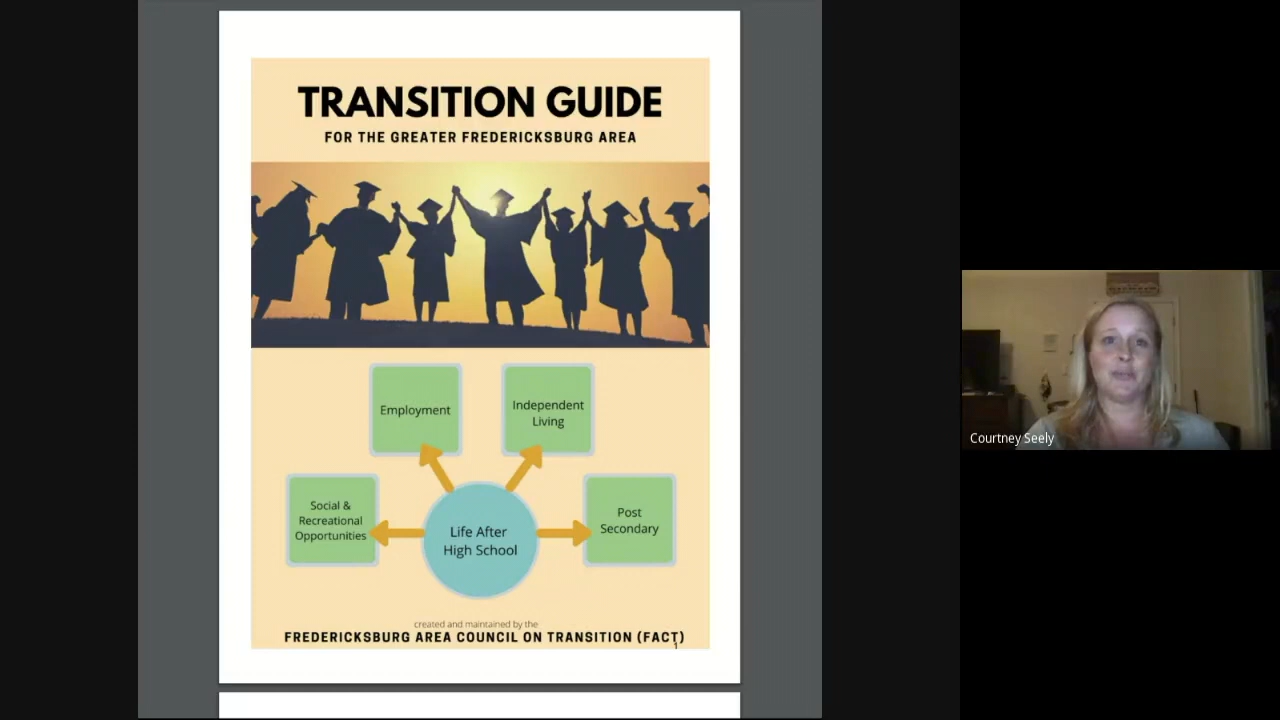 TRANSITION GUIDE
FOR THE GREATER FREDERICKSBURG AREA
Employment
Independent
Living
Social &
Recreational
Opportunities
Life After
High School
Post
Secondary
created and maintained by the
FREDERICKSBURG AREA COUNCIL ON TRANSITION (FACT)
1
Courtney Seely